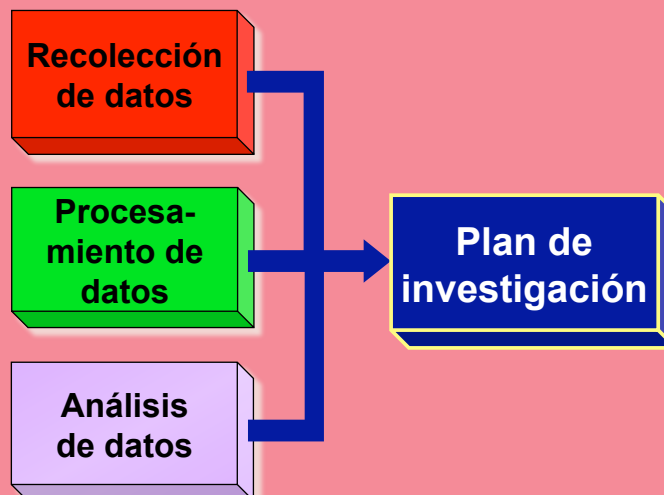 Recolección
de datos
Procesa-
miento de
datos
Plan de
investigación
Análisis
de datos